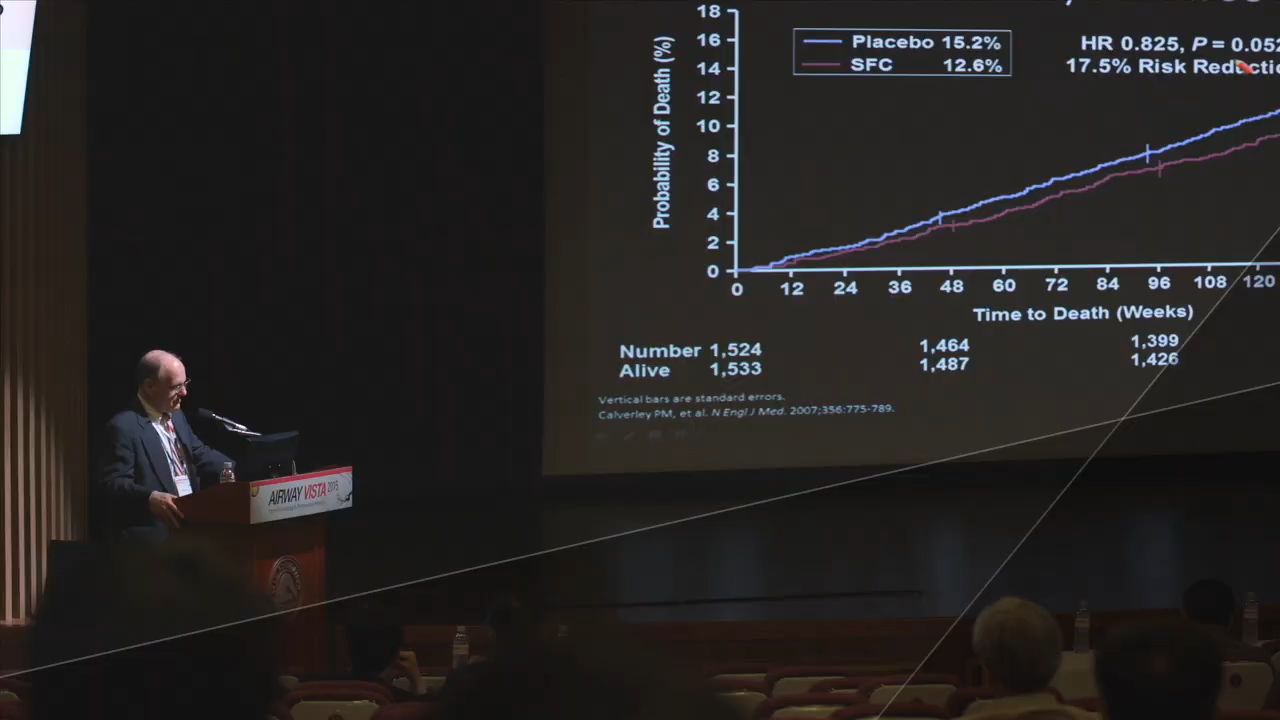 18
16
14
12
10
8
6
4
2
0
Probability of Death (%)
Placebo 15.2%
SFC 12.6%
HR 0.825, P = 0.052
17.5% Risk Reductio
0 12 24 36 48 60 72 84 96 108 120
Time to Death (Weeks)
Number 1,524 1,464 1,399
Alive 1,533 1,487 1,426
Vertical bars are standard errors.
Calverley PM, et al. N Engl J Med. 2007;356:775-789.
AIRWAY VISTA 2015